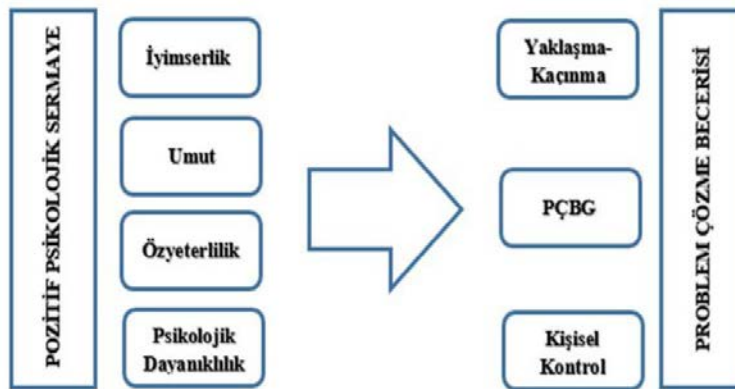 POZİTİF PSİKOLOJİK SERMAYE
İyimserlik
Umut
Özyeterlilik
Psikolojik
Dayanıklılık
Yaklaşma-
Kaçınma
PÇBG
Kişisel
Kontrol
PROBLEM ÇÖZME BECERİSİ